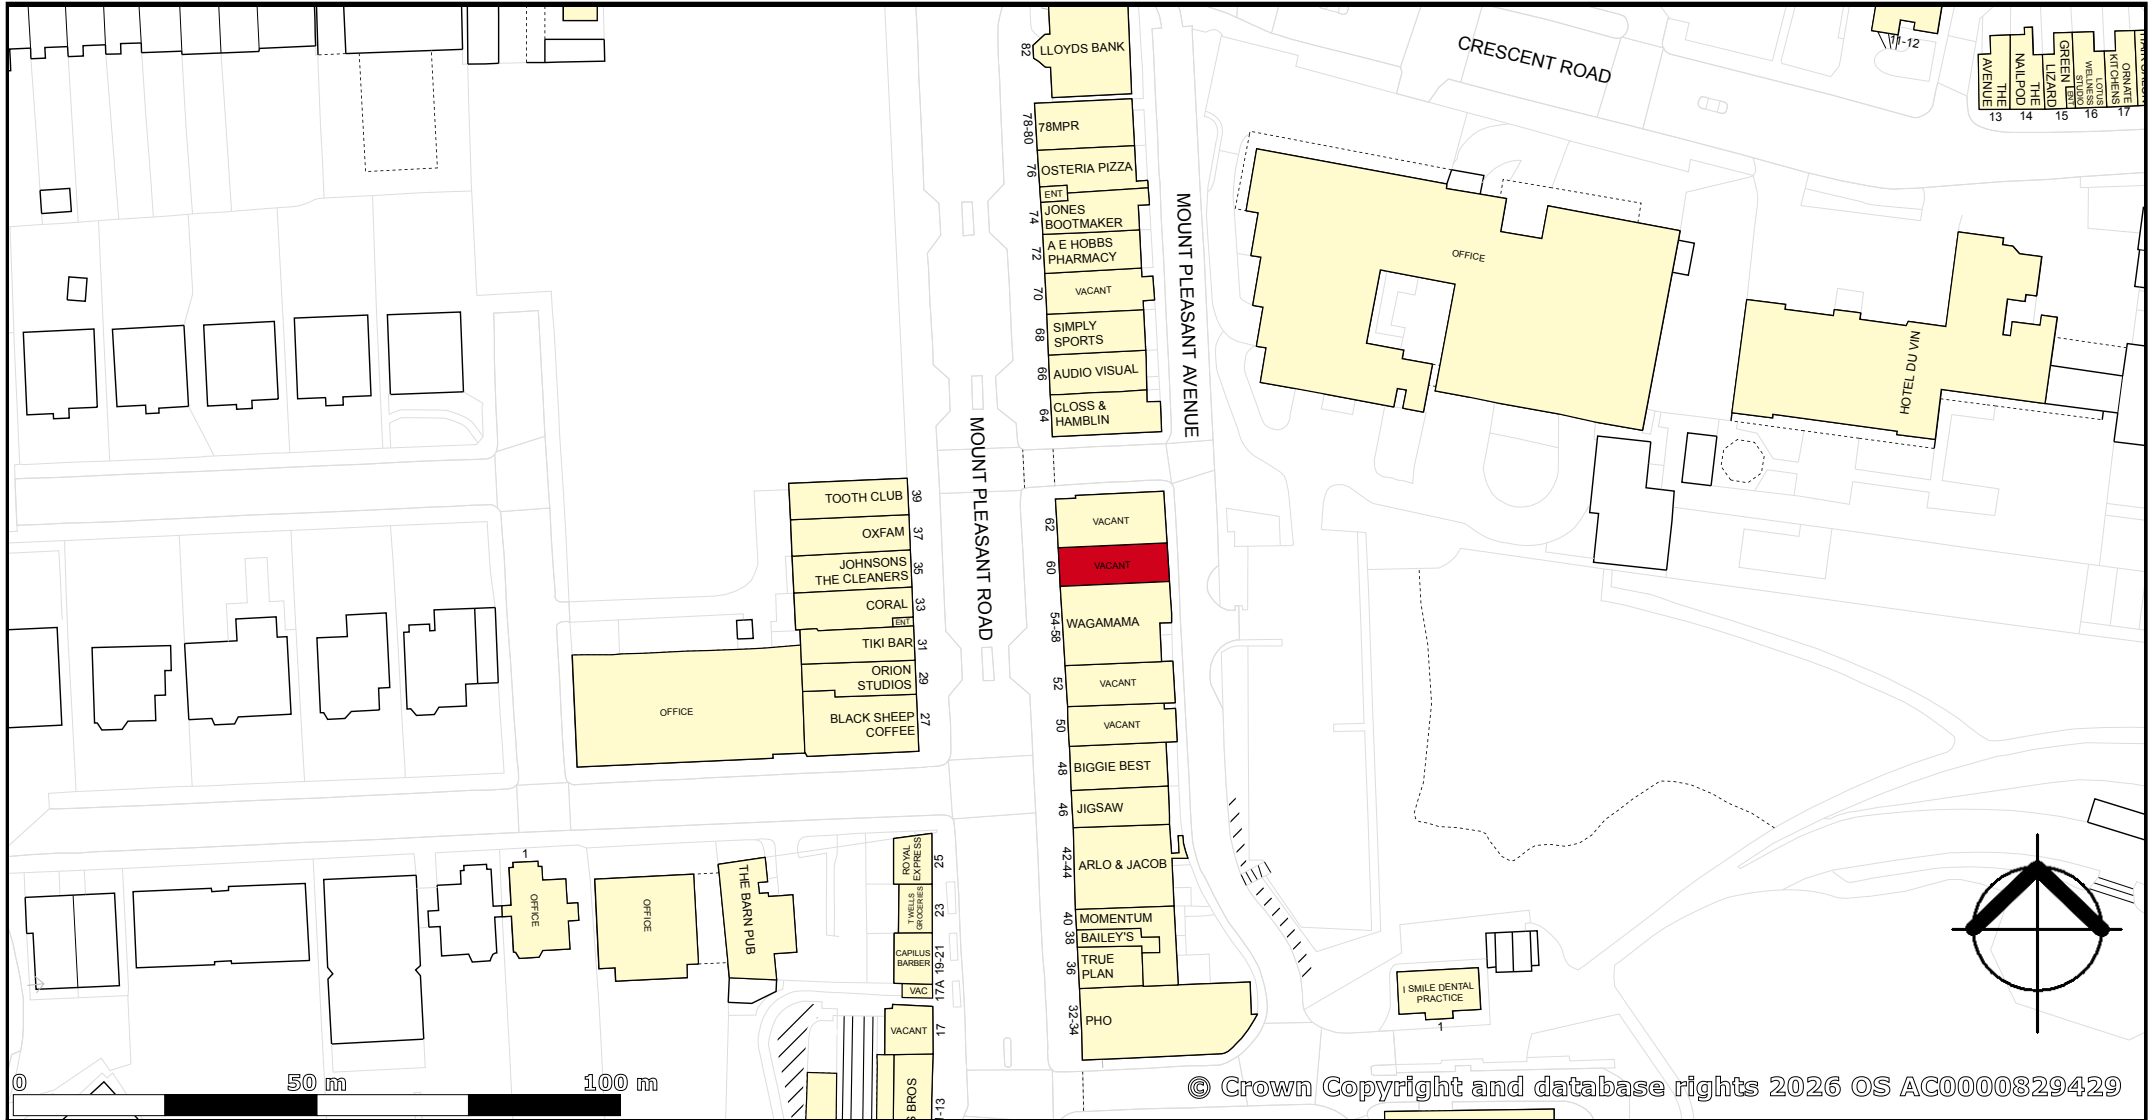 82
LLOYDS BANK
78-80
78MPR
76
OSTERIA PIZZA
ENT
74
JONES
BOOTMAKER
72
A E HOBBS
PHARMACY
70
VACANT
68
SIMPLY
SPORTS
66
AUDIO VISUAL
64
CLOSS &
HAMBLIN
MOUNT PLEASANT AVENUE
CRESCENT ROAD
11-12
THE
AVENUE
13
THE
NAILPOD
14
GREEN
LIZARD
ENT
15
LOTUS
WELLNESS
STUDIO
16
ORNATE
KITCHENS
17
OFFICE
HOTEL DU VIN
MOUNT PLEASANT ROAD
TOOTH CLUB
39
OXFAM
37
JOHNSONS
THE CLEANERS
35
CORAL
33
ENT
TIKI BAR
31
ORION
STUDIOS
29
BLACK SHEEP
COFFEE
27
OFFICE
62
VACANT
60
VACANT
54-58
WAGAMAMA
52
VACANT
50
VACANT
48
BIGGIE BEST
46
JIGSAW
42-44
ARLO & JACOB
40
MOMENTUM
38
BAILEY'S
36
TRUE
PLAN
32-34
PHO
1
OFFICE
OFFICE
THE BARN PUB
ROYAL
EXPRESS
25
T WELLS
GROCERIES
23
CAPILUS
BARBER
19-21
VAC
17A
VACANT
17
S BROS
-13
I SMILE DENTAL
PRACTICE
1
0
50 m
100 m
© Crown Copyright and database rights 2026 OS AC0000829429